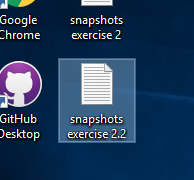 Google
Chrome
snapshots
exercise 2
GitHub
Desktop
snapshots
exercise 2.2